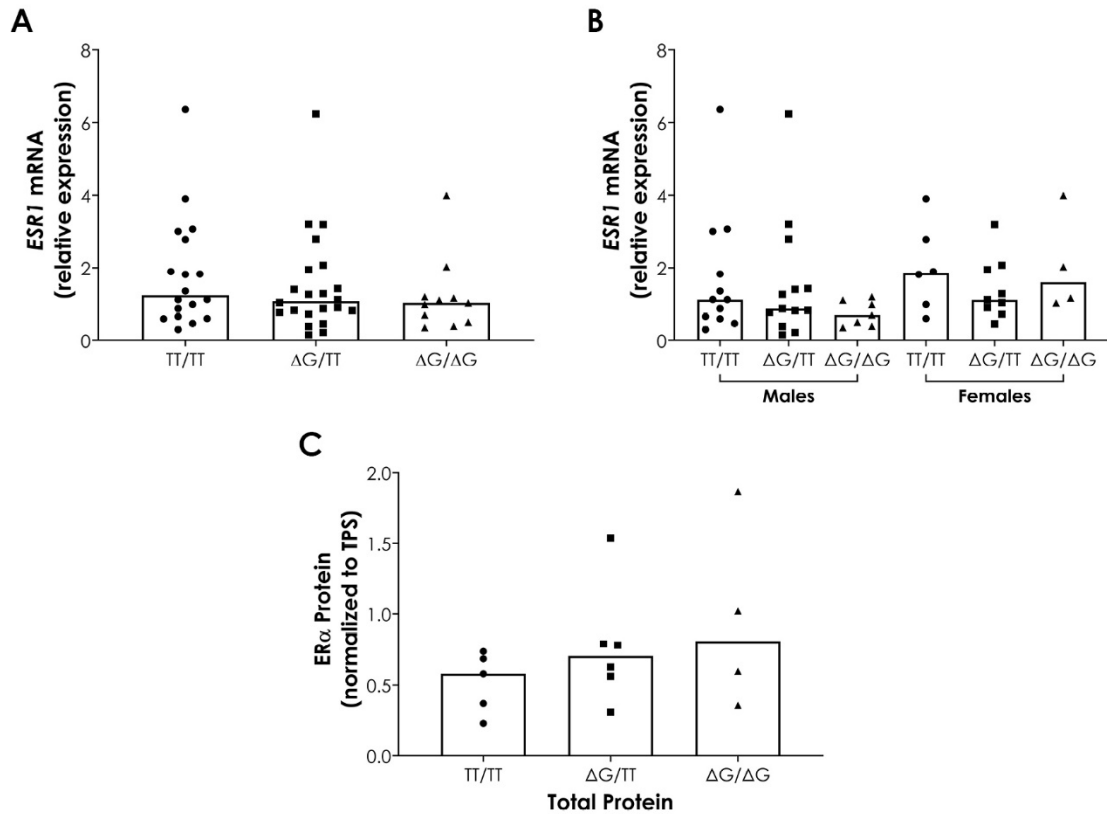 A
ESR1 mRNA
(relative expression)
8
6
4
2
0
TT/TT ΔG/TT ΔG/ΔG
B
ESR1 mRNA
(relative expression)
8
6
4
2
0
TT/TT ΔG/TT ΔG/ΔG TT/TT ΔG/TT ΔG/ΔG
Males Females
C
ERα Protein
(normalized to TPS)
2.0
1.5
1.0
0.5
0.0
TT/TT ΔG/TT ΔG/ΔG
Total Protein